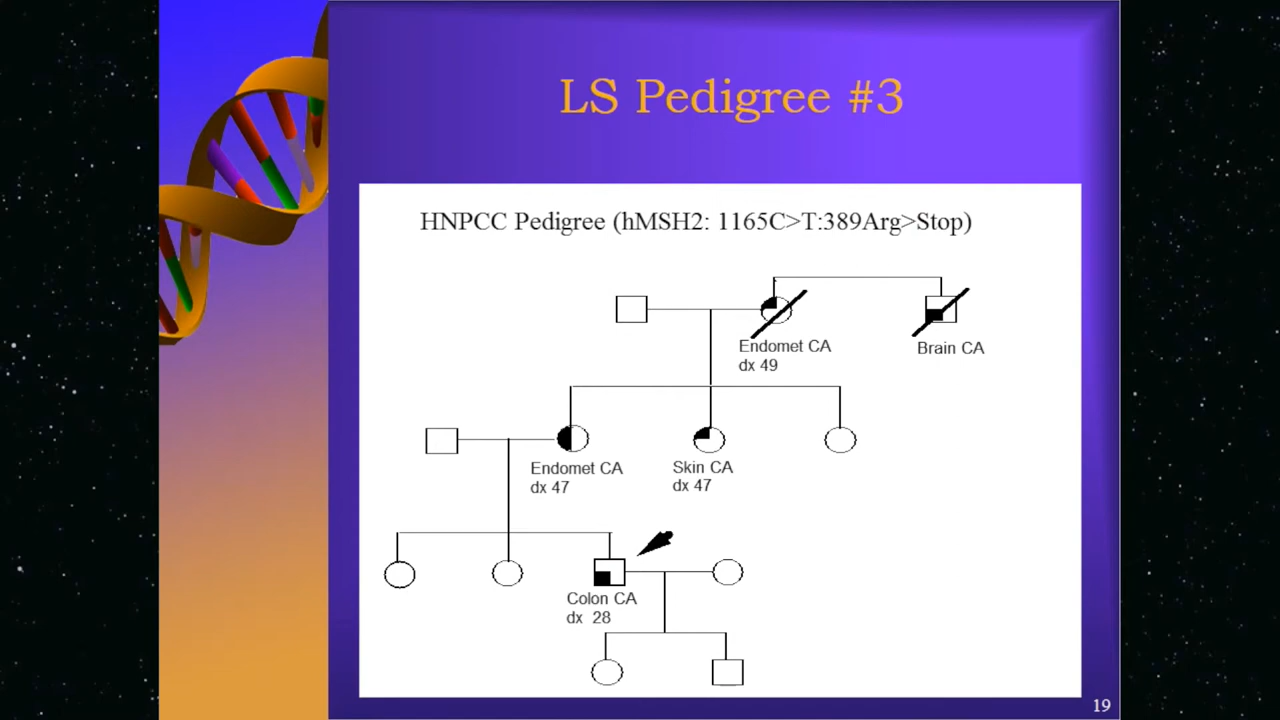 LS Pedigree #3
HNPCC Pedigree (hMSH2: 1165C>T:389Arg>Stop)
Endomet CA
dx 49
Brain CA
Endomet CA
dx 47
Skin CA
dx 47
Colon CA
dx 28
19